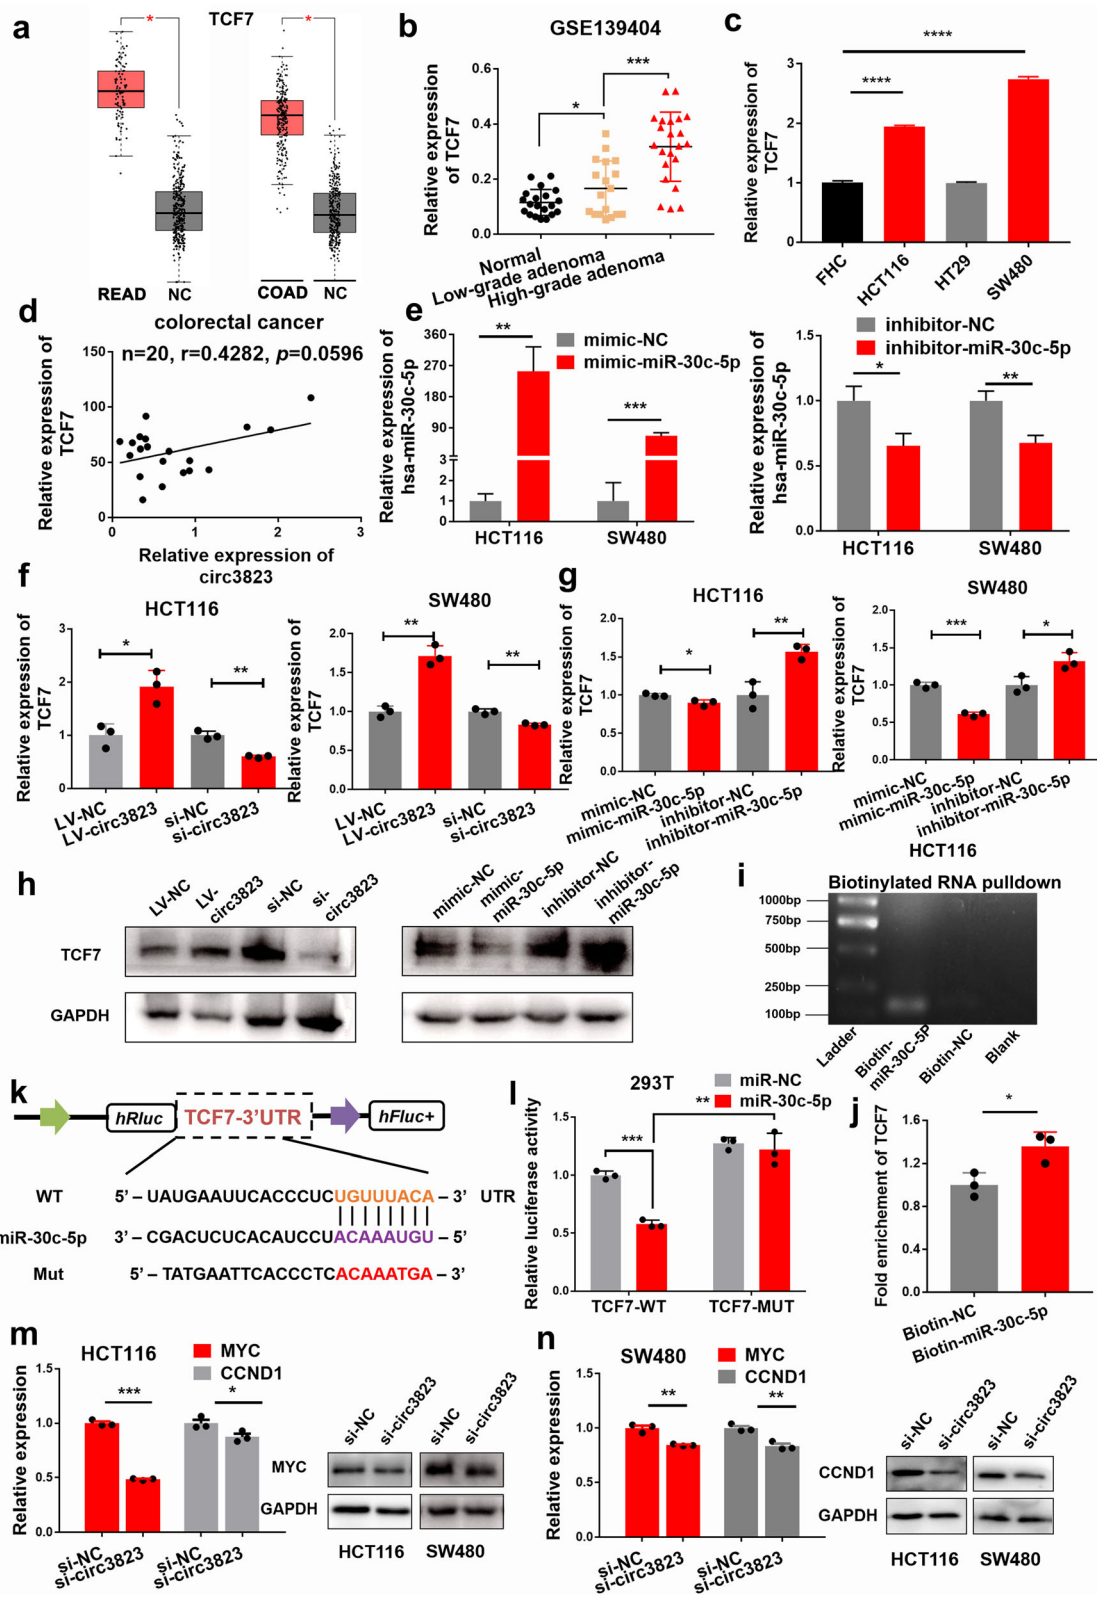 a
TCF7
*
*
READ
NC
COAD
NC
b
GSE139404
Relative expression
of TCF7
0.6
0.4
0.2
0.0
*
***
Normal
Low-grade adenoma
High-grade adenoma
c
Relative expression of
TCF7
3
2
1
0
****
****
FHC
HCT116
HT29
SW480
d
colorectal cancer
n=20, r=0.4282, p=0.0596
Relative expression of
TCF7
150
100
50
0
0
1
2
3
Relative expression of
circ3823
e
Relative expression of
hsa-miR-30c-5p
360
270
180
90
3
2
1
0
**
***
mimic-NC
mimic-miR-30c-5p
HCT116
SW480
Relative expression of
hsa-miR-30c-5p
1.5
1.0
0.5
0.0
inhibitor-NC
inhibitor-miR-30c-5p
*
**
HCT116
SW480
f
HCT116
Relative expression of
TCF7
3
2
1
0
*
**
LV-NC
LV-circ3823
si-NC
si-circ3823
SW480
Relative expression of
TCF7
2.0
1.5
1.0
0.5
0.0
**
**
LV-NC
LV-circ3823
si-NC
si-circ3823
g
HCT116
Relative expression of
TCF7
2.0
1.5
1.0
0.5
0.0
*
**
mimic-NC
mimic-miR-30c-5p
inhibitor-NC
inhibitor-miR-30c-5p
SW480
Relative expression of
TCF7
2.0
1.5
1.0
0.5
0.0
***
*
mimic-NC
mimic-miR-30c-5p
inhibitor-NC
inhibitor-miR-30c-5p
h
LV-NC
LV-
circ3823
si-NC
si-
circ3823
mimic-NC
mimic-
miR-30c-5p
inhibitor-NC
inhibitor-
miR-30c-5p
TCF7
GAPDH
i
HCT116
Biotinylated RNA pulldown
1000bp
750bp
500bp
250bp
100bp
Ladder
Biotin-
miR-30C-5P
Biotin-NC
Blank
k
hRluc
TCF7-3'UTR
hFluc+
WT
5' – UAUGAAUUCACCCUCUGUUUACA – 3'
UTR
miR-30c-5p
3' – CGACUCUCACAUCCUACAAAUGU – 5'
Mut
5' – TATGAATTCACCCTCACAAATGA – 3'
l
293T
miR-NC
miR-30c-5p
Relative luciferase activity
1.5
1.0
0.5
0.0
***
**
TCF7-WT
TCF7-MUT
j
Fold enrichement of TCF7
1.6
1.2
0.8
0.4
0.0
*
Biotin-NC
Biotin-miR-30c-5p
m
HCT116
MYC
CCND1
Relative expression
1.5
1.0
0.5
0.0
***
*
si-NC
si-circ3823
si-NC
si-circ3823
si-NC
si-circ3823
si-NC
si-circ3823
MYC
GAPDH
HCT116
SW480
n
SW480
MYC
CCND1
Relative expression
1.5
1.0
0.5
0.0
**
**
si-NC
si-circ3823
si-NC
si-circ3823
si-NC
si-circ3823
si-NC
si-circ3823
CCND1
GAPDH
HCT116
SW480